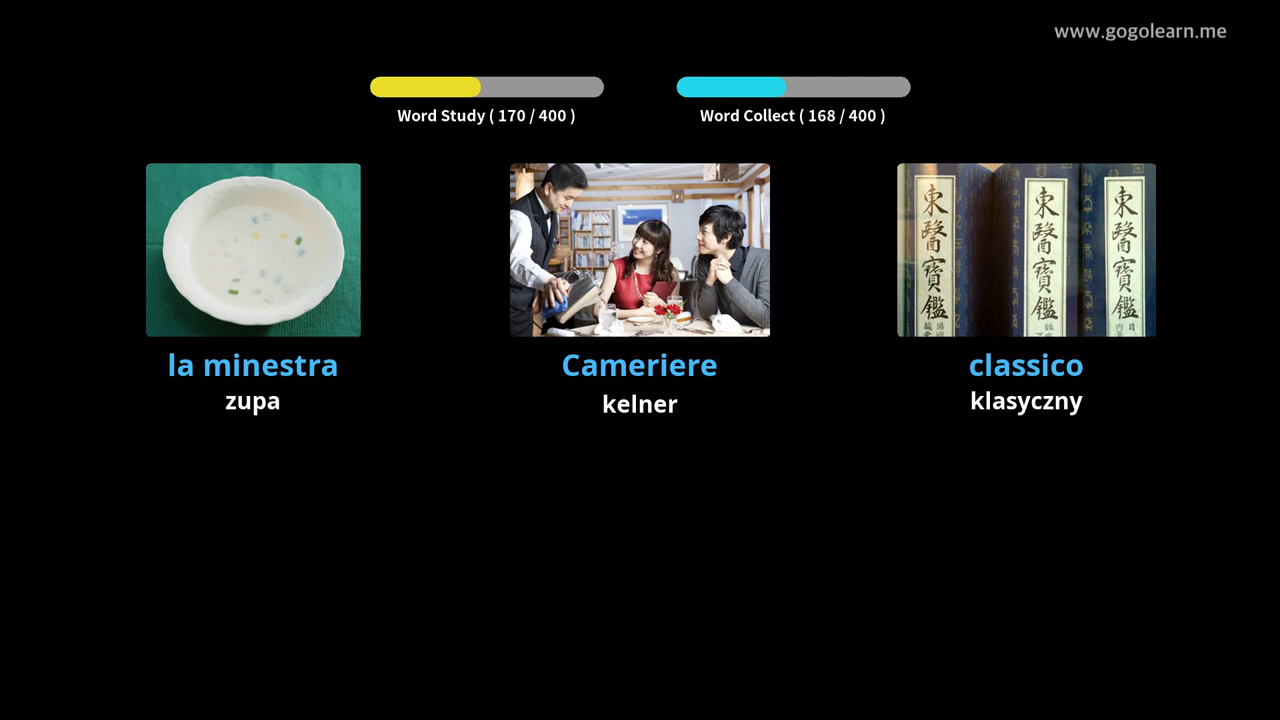 www.gogolearn.me
Word Study ( 170 / 400 )
Word Collect ( 168 / 400 )
東醫寶鑑
東醫寶鑑
東醫寶鑑
la minestra
Cameriere
classico
zupa
kelner
klasyczny